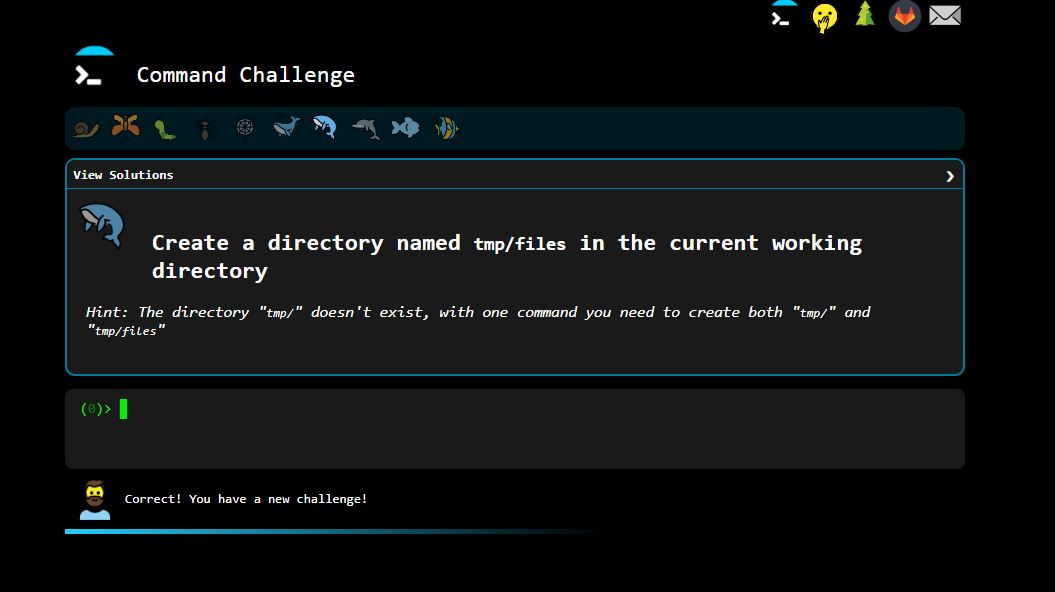 Command Challenge
View Solutions
Create a directory named tmp/files in the current working
directory
Hint: The directory "tmp/" doesn't exist, with one command you need to create both "tmp/" and
"tmp/files"
(0)>
Correct! You have a new challenge!